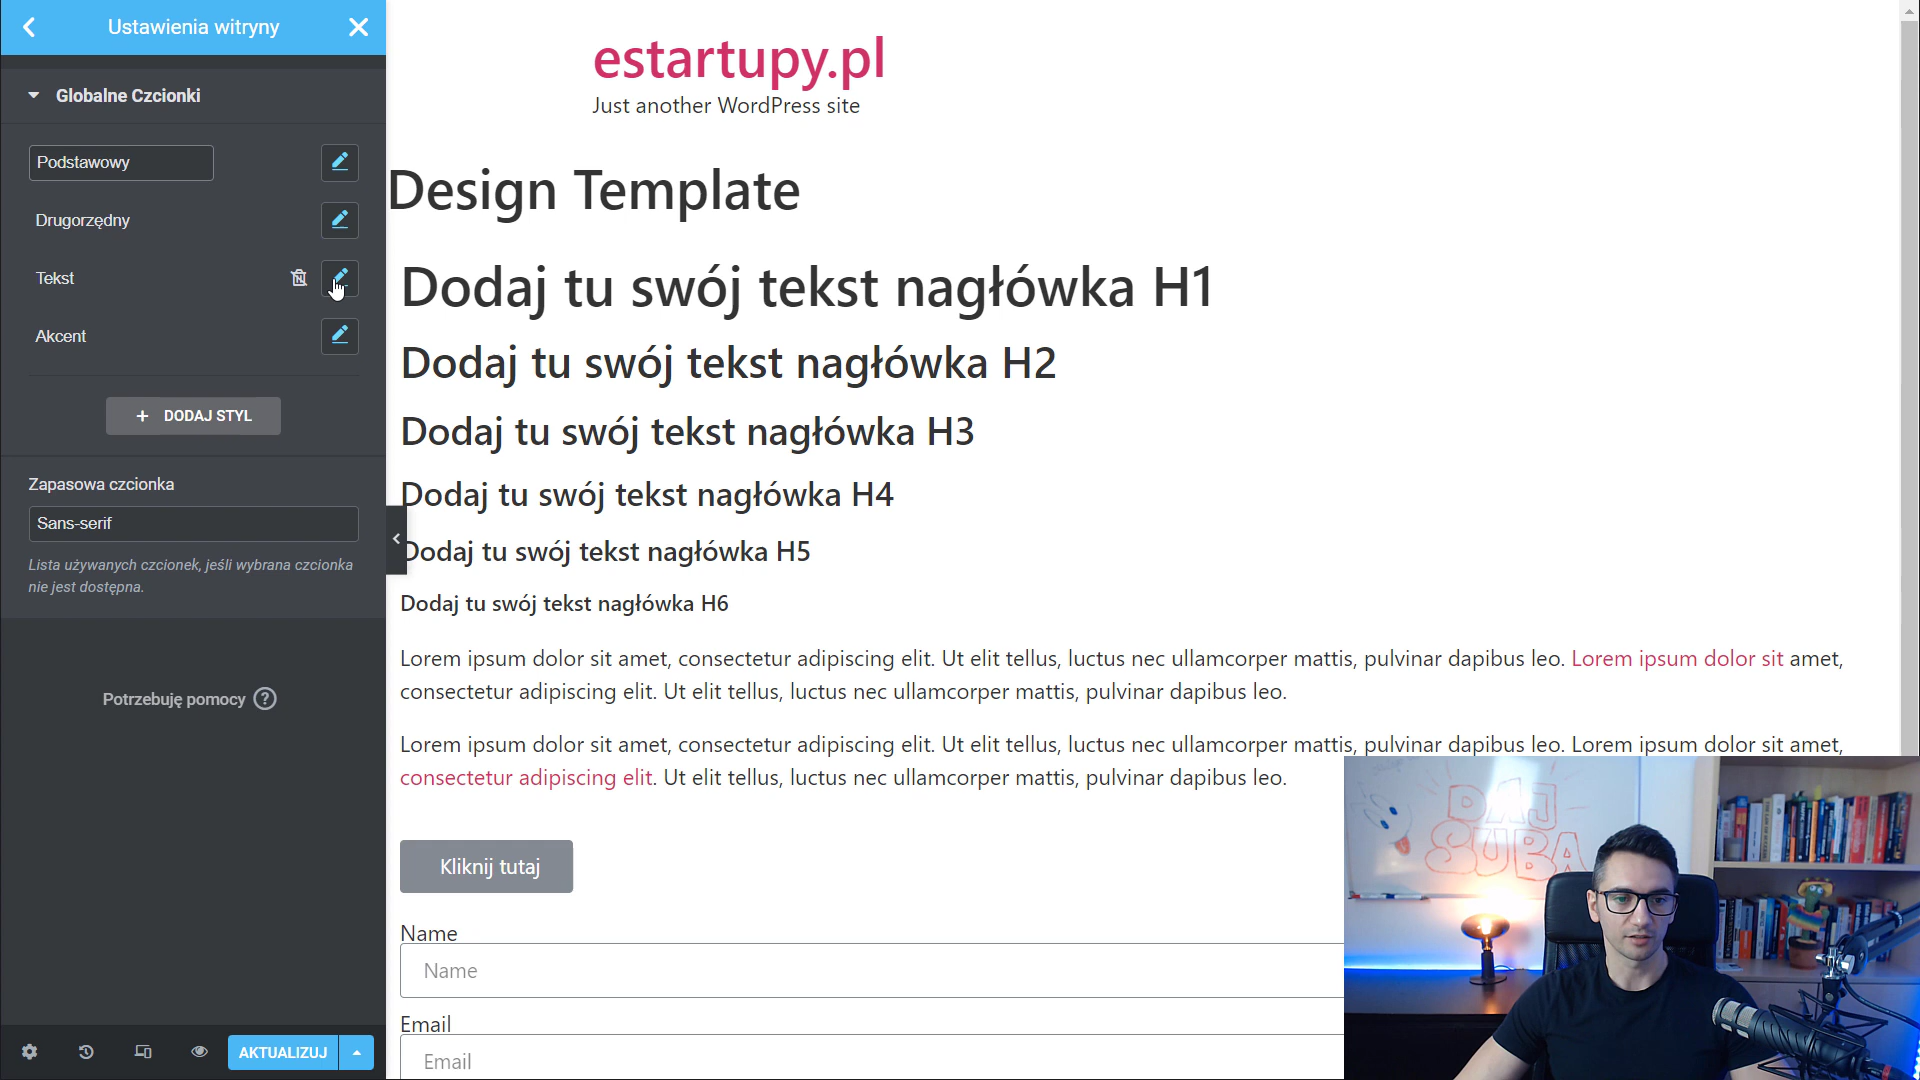 Ustawienia witryny
Globalne Czcionki
Podstawowy
Drugorzędny
Tekst
Akcent
+ DODAJ STYL
Zapasowa czcionka
Sans-serif
Lista używanych czcionek, jeśli wybrana czcionka
nie jest dostępna.
Potrzebuję pomocy ?
AKTUALIZUJ
estartupy.pl
Just another WordPress site
Design Template
Dodaj tu swój tekst nagłówka H1
Dodaj tu swój tekst nagłówka H2
Dodaj tu swój tekst nagłówka H3
Dodaj tu swój tekst nagłówka H4
Dodaj tu swój tekst nagłówka H5
Dodaj tu swój tekst nagłówka H6
Lorem ipsum dolor sit amet, consectetur adipiscing elit. Ut elit tellus, luctus nec ullamcorper mattis, pulvinar dapibus leo. Lorem ipsum dolor sit amet,
consectetur adipiscing elit. Ut elit tellus, luctus nec ullamcorper mattis, pulvinar dapibus leo.
Lorem ipsum dolor sit amet, consectetur adipiscing elit. Ut elit tellus, luctus nec ullamcorper mattis, pulvinar dapibus leo. Lorem ipsum dolor sit amet,
consectetur adipiscing elit. Ut elit tellus, luctus nec ullamcorper mattis, pulvinar dapibus leo.
Kliknij tutaj
Name
Name
Email
Email
DAJ
SUBA